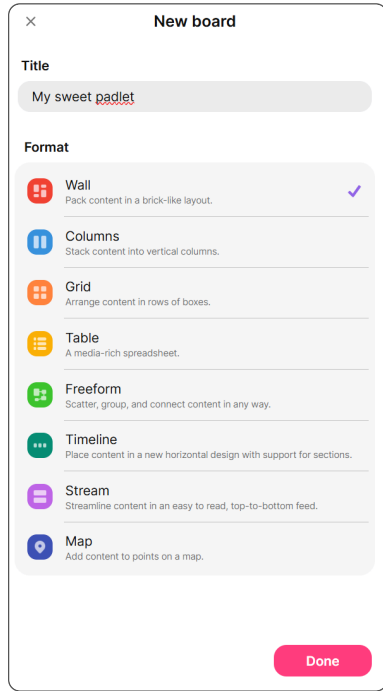 New board
Title
My sweet padlet
Format
Wall
Pack content in a brick-like layout.
Columns
Stack content into vertical columns.
Grid
Arrange content in rows of boxes.
Table
A media-rich spreadsheet.
Freeform
Scatter, group, and connect content in any way.
Timeline
Place content in a new horizontal design with support for sections.
Stream
Streamline content in an easy to read, top-to-bottom feed.
Map
Add content to points on a map.
Done